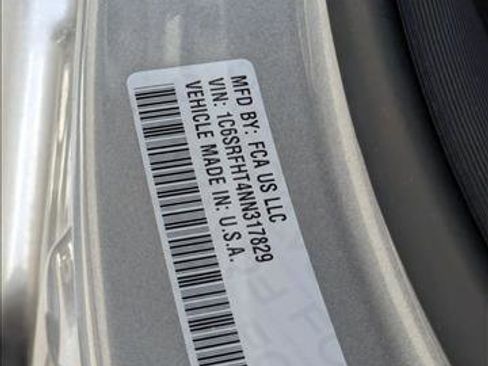 MFD BY: FCA US LLC
VIN: 1C6SRFHT4NN317829
VEHICLE MADE IN: U.S.A.